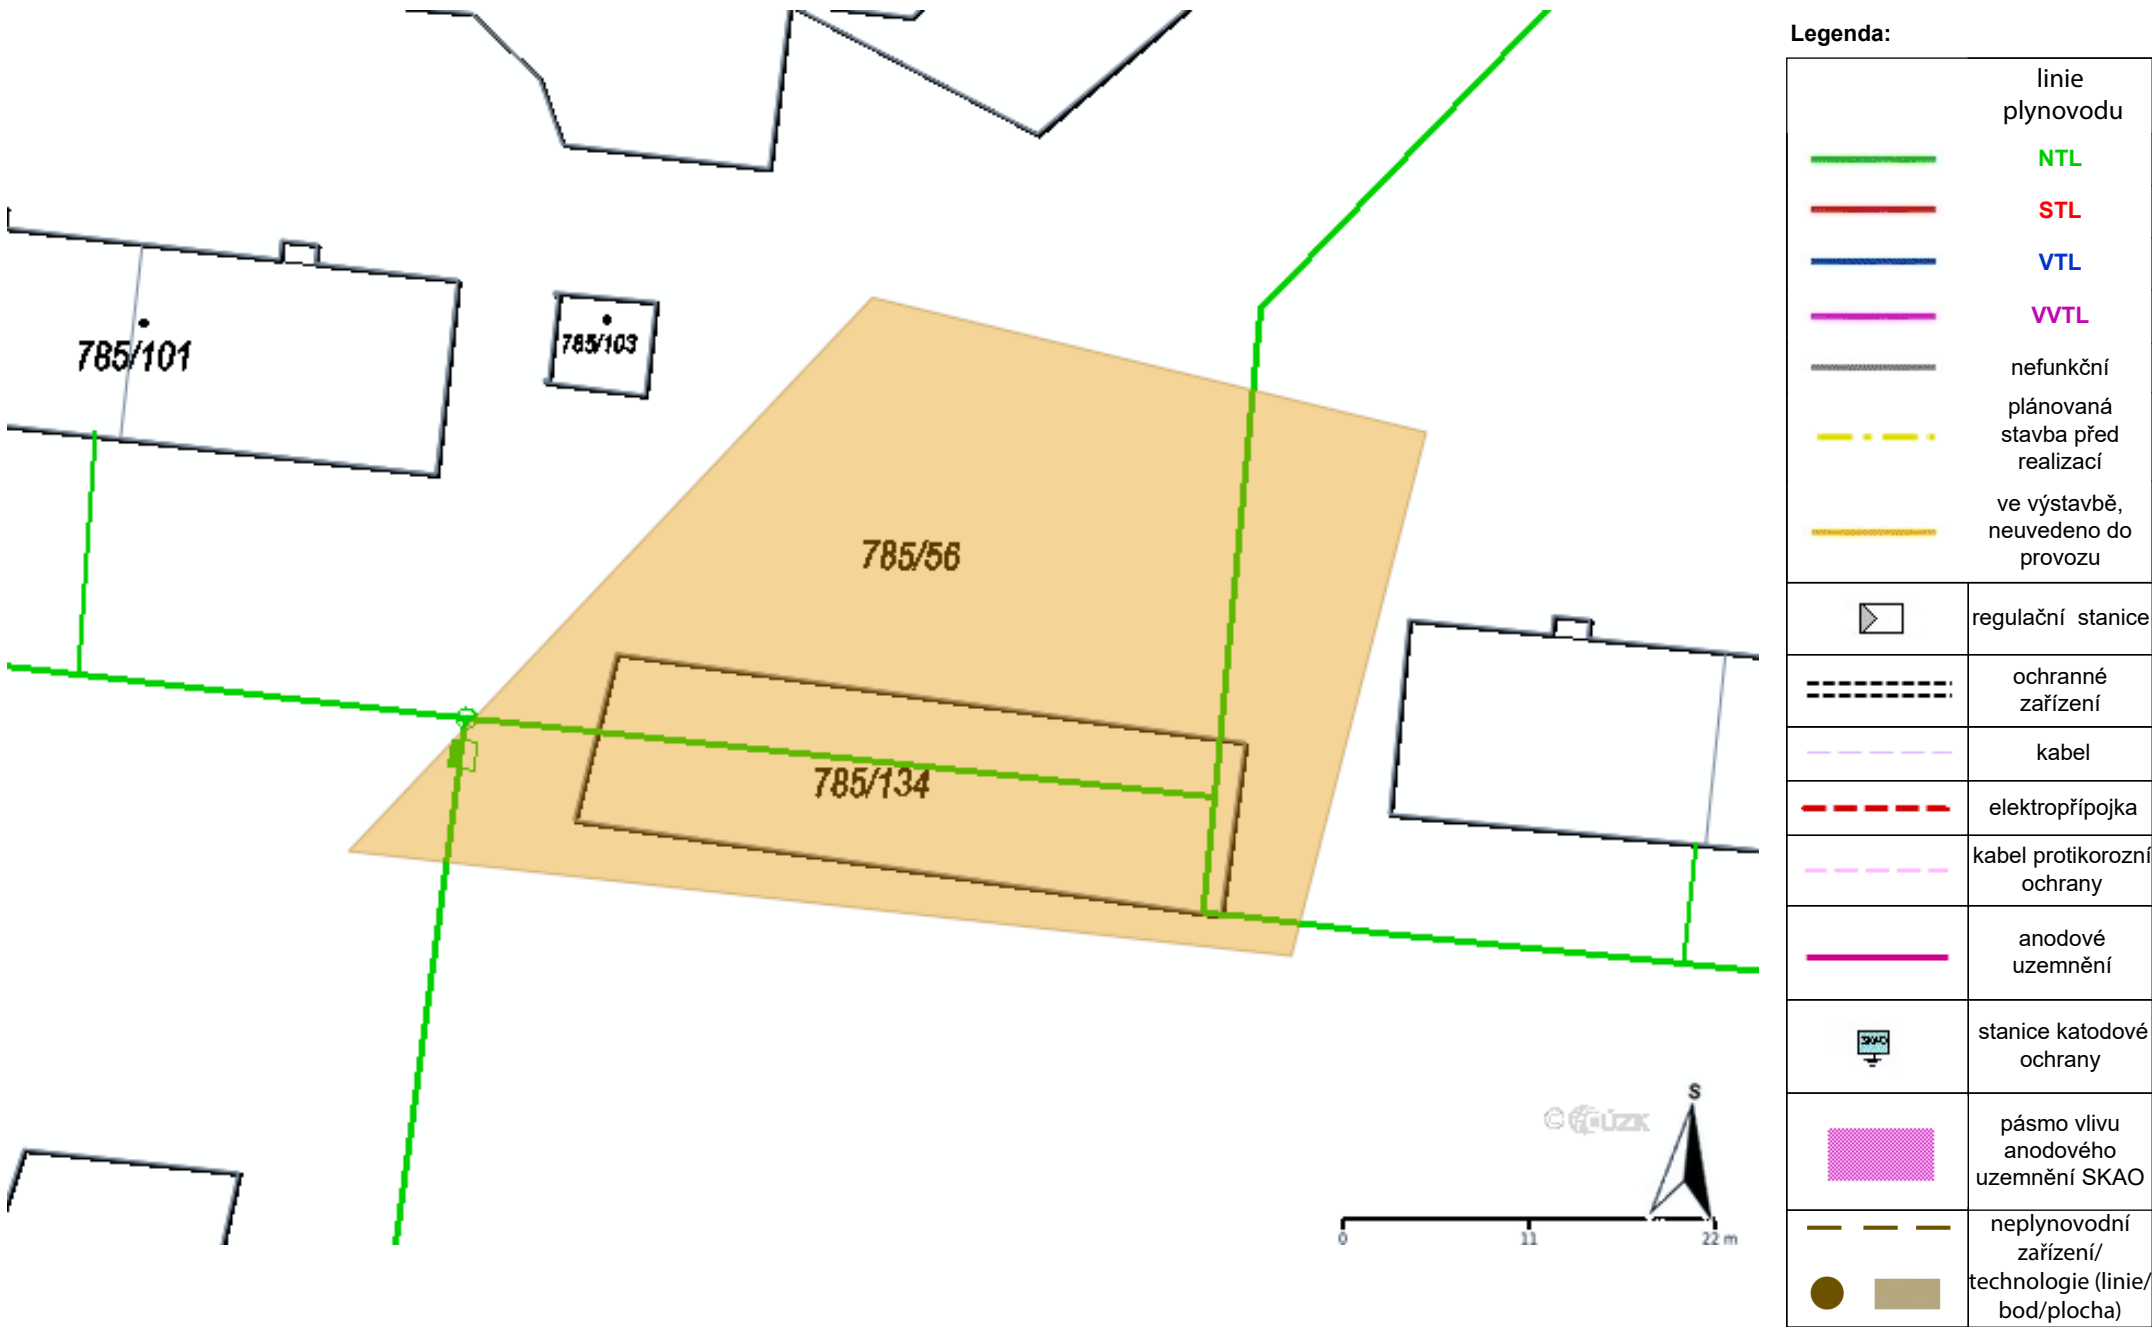 785/101
785/103
785/56
785/134
S
©
ÚZK
0
11
22 m
Legenda:
linie
plynovodu
NTL
STL
VTL
VVTL
nefunkční
plánovaná
stavba před
realizací
ve výstavbě,
neuvedeno do
provozu
regulační stanice
ochranné
zařízení
kabel
elektropřípojka
kabel protikorozní
ochrany
anodové
uzemnění
SKAO
stanice katodové
ochrany
pásmo vlivu
anodového
uzemnění SKAO
neplynovodní
zařízení/
technologie (linie/
bod/plocha)